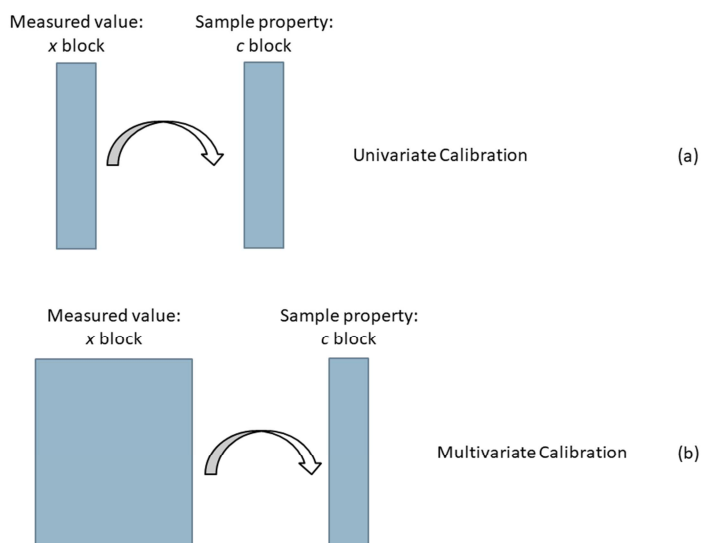 Measured value:
x block
Sample property:
c block
Univariate Calibration
(a)
Measured value:
x block
Sample property:
c block
Multivariate Calibration
(b)